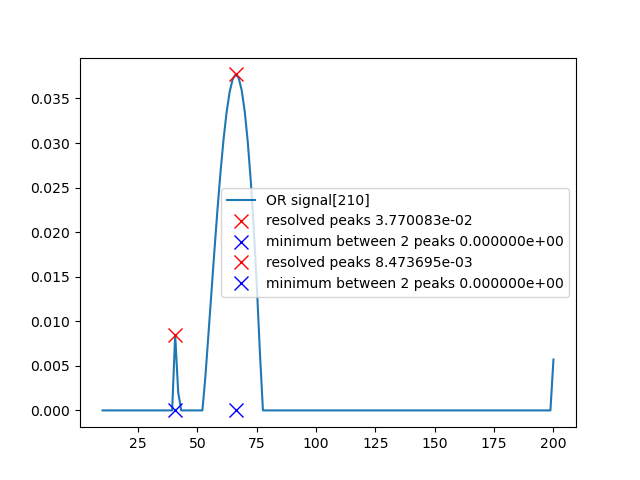 0.035
0.030
0.025
0.020
0.015
0.010
0.005
0.000
OR signal[210]
resolved peaks 3.770083e-02
minimum between 2 peaks 0.000000e+00
resolved peaks 8.473695e-03
minimum between 2 peaks 0.000000e+00
25 50 75 100 125 150 175 200